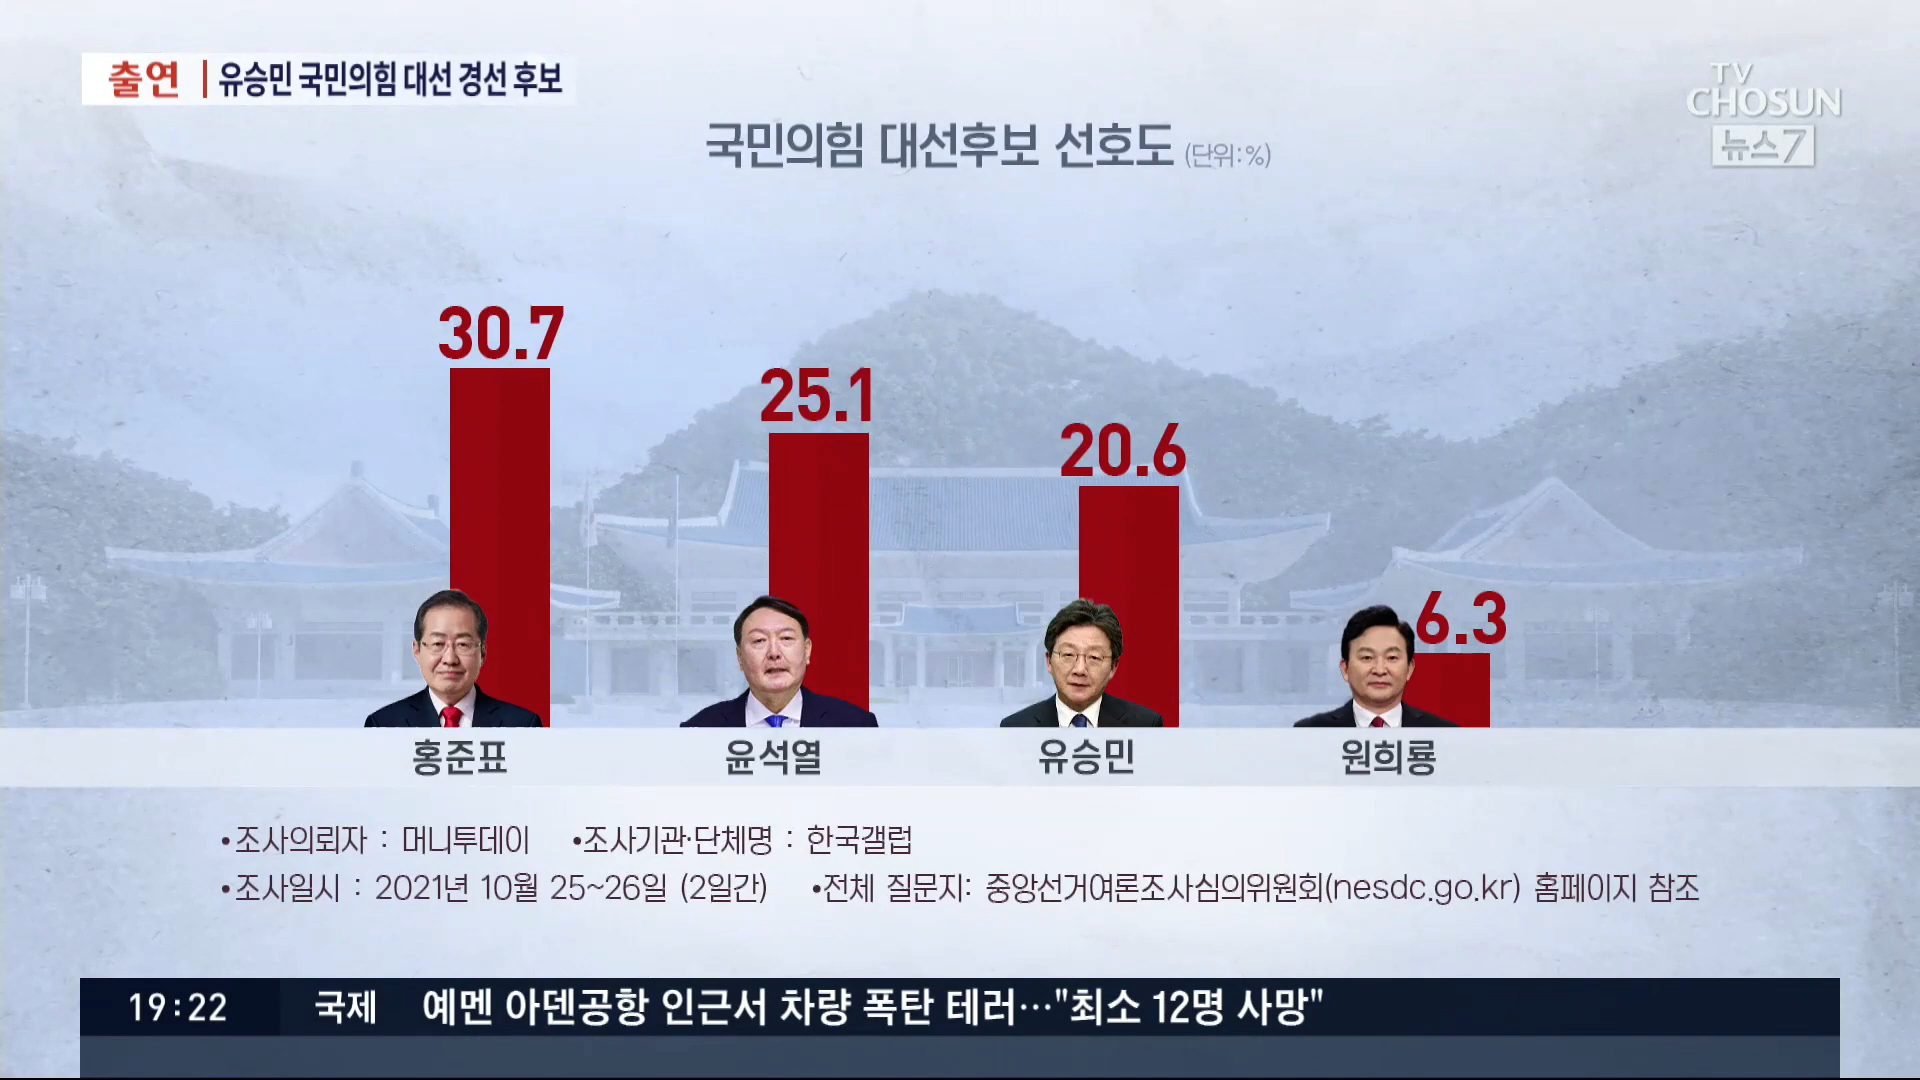 출연 유승민 국민의힘 대선 경선 후보
TV
CHOSUN
뉴스7
국민의힘 대선후보 선호도 (단위:%)
30.7
25.1
20.6
6.3
홍준표
윤석열
유승민
원희룡
•조사의뢰자 : 머니투데이 •조사기관·단체명 : 한국갤럽
•조사일시 : 2021년 10월 25~26일 (2일간) •전체 질문지: 중앙선거여론조사심의위원회(nesdc.go.kr) 홈페이지 참조
19:22 국제 예멘 아덴공항 인근서 차량 폭탄 테러…"최소 12명 사망"